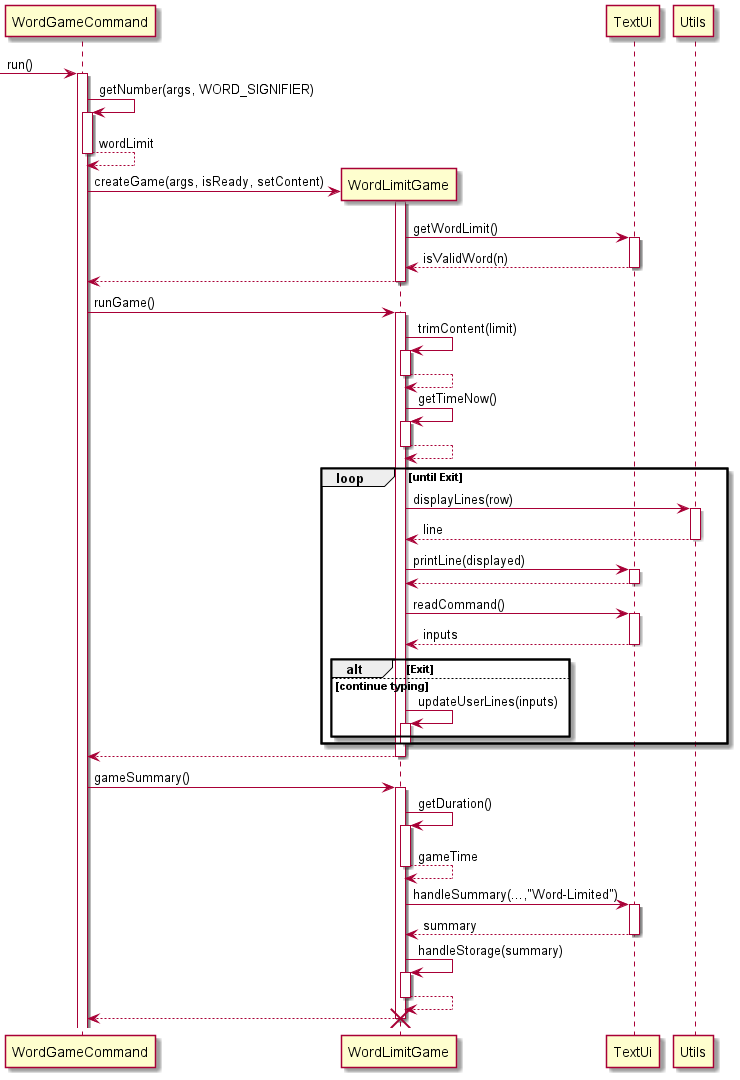 WordGameCommand
TextUi
Utils
run()
getNumber(args, WORD_SIGNIFIER)
wordLimit
createGame(args, isReady, setContent)
WordLimitGame
getWordLimit()
isValidWord(n)
runGame()
trimContent(limit)
getTimeNow()
loop
[until Exit]
displayLines(row)
line
printLine(displayed)
readCommand()
inputs
alt
[Exit]
[continue typing]
updateUserLines(inputs)
gameSummary()
getDuration()
gameTime
handleSummary(...,"Word-Limited")
summary
handleStorage(summary)
WordGameCommand
WordLimitGame
TextUi
Utils